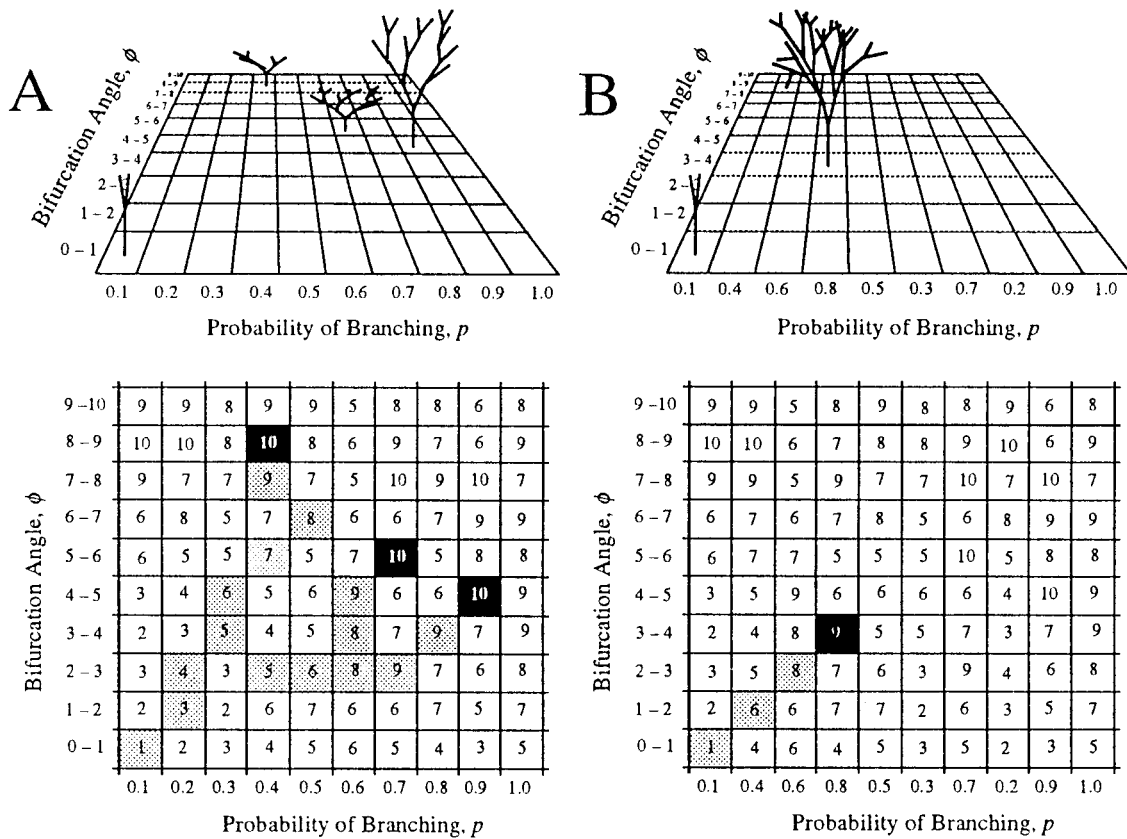 A
B
Bifurcation Angle, ϕ
6 – 7
5 – 6
4 – 5
3 – 4
2 –
1 – 2
0 – 1
0.1 0.2 0.3 0.4 0.5 0.6 0.7 0.8 0.9 1.0
Probability of Branching, p
Bifurcation Angle, ϕ
6 – 7
5 – 6
4 – 5
3 – 4
2 –
1 – 2
0 – 1
0.1 0.4 0.6 0.8 0.5 0.3 0.7 0.2 0.9 1.0
Probability of Branching, p
Bifurcation Angle, ϕ
9 – 10 9 9 8 9 9 5 8 8 6 8
8 – 9 10 10 8 10 8 6 9 7 6 9
7 – 8 9 7 7 9 7 5 10 9 10 7
6 – 7 6 8 5 7 8 6 6 7 9 9
5 – 6 6 5 5 7 5 7 10 5 8 8
4 – 5 3 4 6 5 6 9 6 6 10 9
3 – 4 2 3 5 4 5 8 7 9 7 9
2 – 3 3 4 3 5 6 8 9 7 6 8
1 – 2 2 3 2 6 7 6 6 7 5 7
0 – 1 1 2 3 4 5 6 5 4 3 5
0.1 0.2 0.3 0.4 0.5 0.6 0.7 0.8 0.9 1.0
Probability of Branching, p
Bifurcation Angle, ϕ
9 – 10 9 9 5 8 9 8 8 9 6 8
8 – 9 10 10 6 7 8 8 9 10 6 9
7 – 8 9 9 5 9 7 7 10 7 10 7
6 – 7 6 7 6 7 8 5 6 8 9 9
5 – 6 6 7 7 5 5 5 10 5 8 8
4 – 5 3 5 9 6 6 6 6 4 10 9
3 – 4 2 4 8 9 5 5 7 3 7 9
2 – 3 3 5 8 7 6 3 9 4 6 8
1 – 2 2 6 6 7 7 2 6 3 5 7
0 – 1 1 4 6 4 5 3 5 2 3 5
0.1 0.4 0.6 0.8 0.5 0.3 0.7 0.2 0.9 1.0
Probability of Branching, p